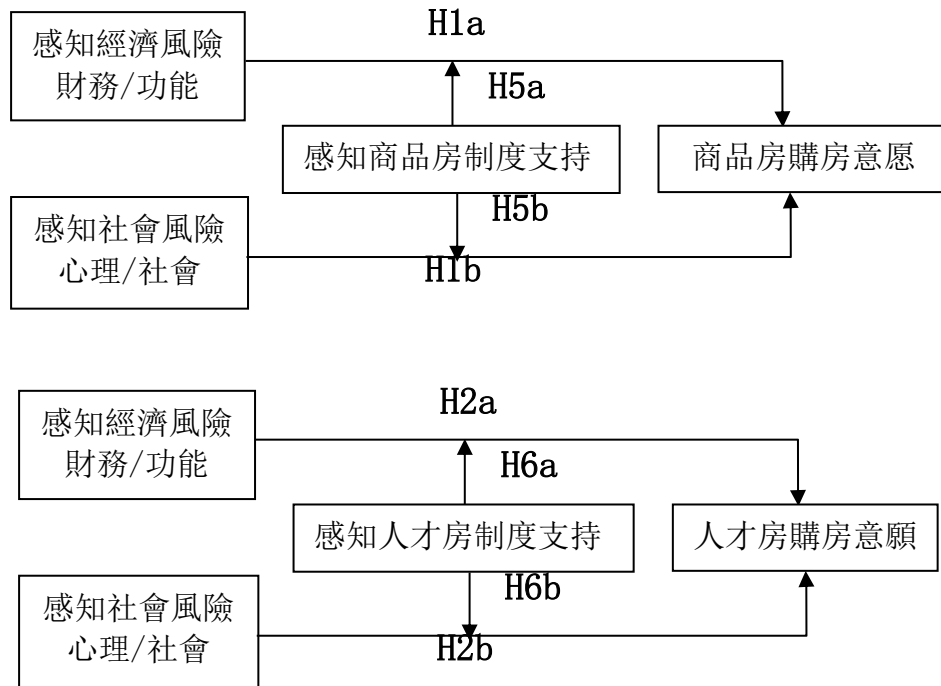 H1a
感知經濟風險
財務/功能
H5a
感知商品房制度支持
商品房購房意愿
H5b
感知社會風險
心理/社會
H1b
H2a
感知經濟風險
財務/功能
H6a
感知人才房制度支持
人才房購房意願
H6b
感知社會風險
心理/社會
H2b